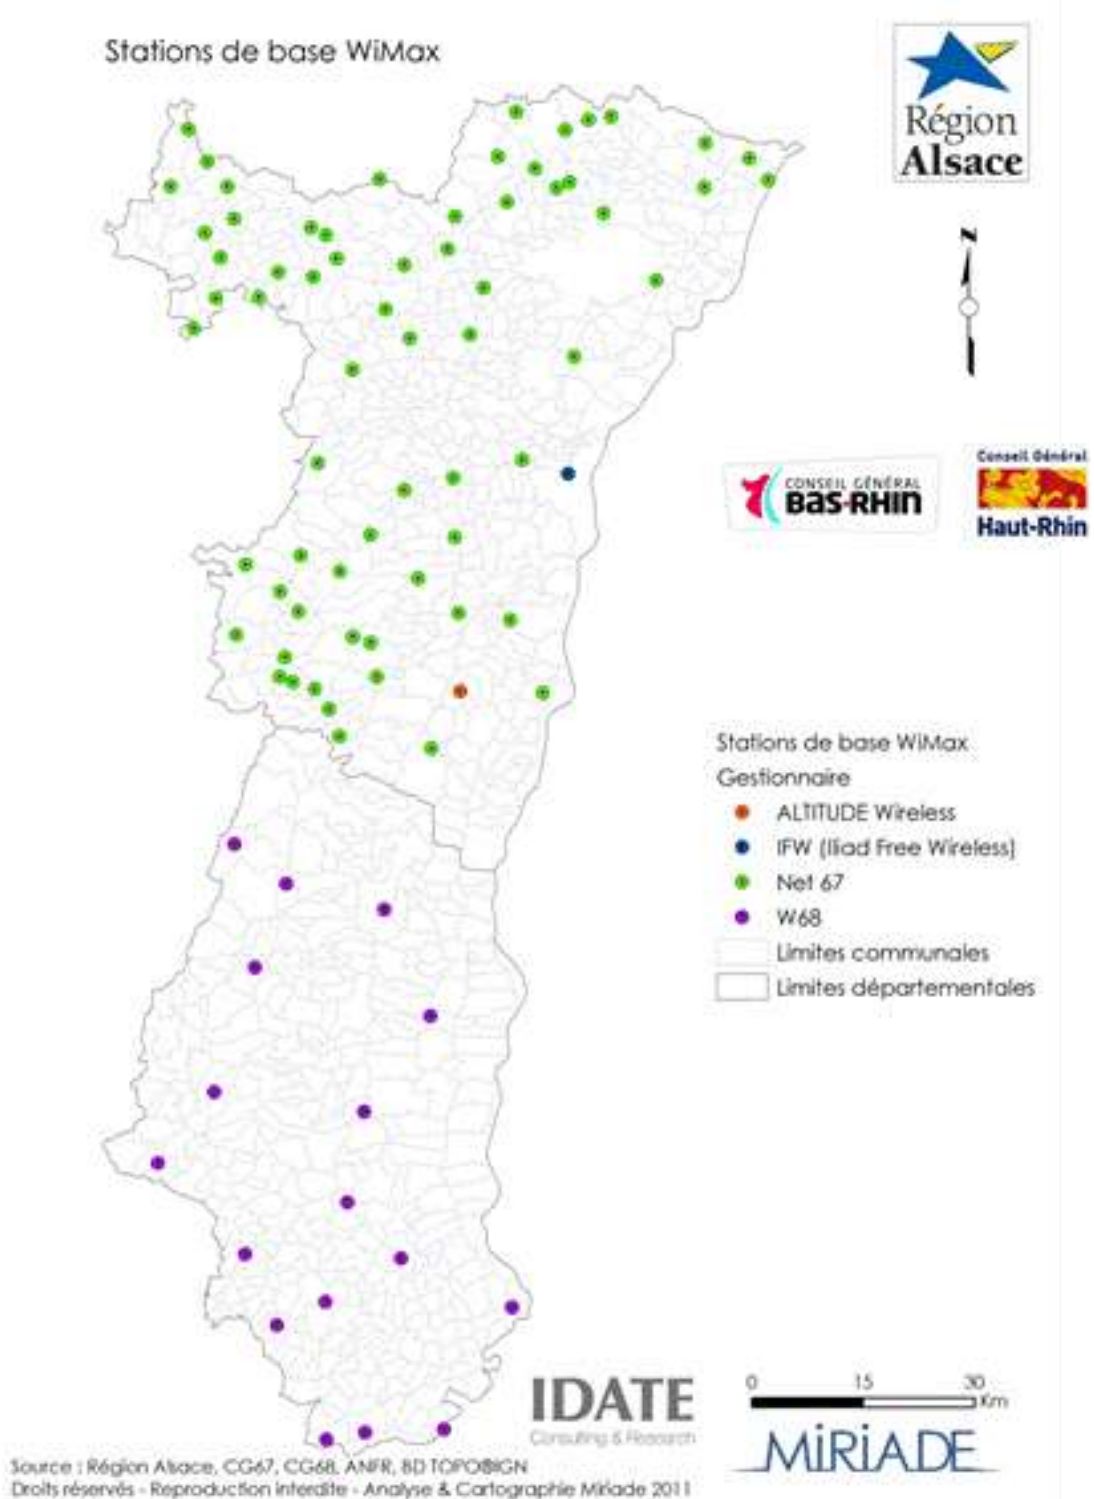 Stations de base WiMax
Région
Alsace
N
CONSEIL GÉNÉRAL
BAS-RHIN
Conseil Général
Haut-Rhin
Stations de base WiMax
Gestionnaire
ALTITUDE Wireless
IFW (Iliad Free Wireless)
Net 67
W68
Limites communales
Limites départementales
IDATE
Consulting & Research
0 15 30
Km
MiRiADE
Source : Région Alsace, CG67, CG68, ANFR, BD TOPO®IGN
Droits réservés - Reproduction interdite - Analyse & Cartographie Miriade 2011